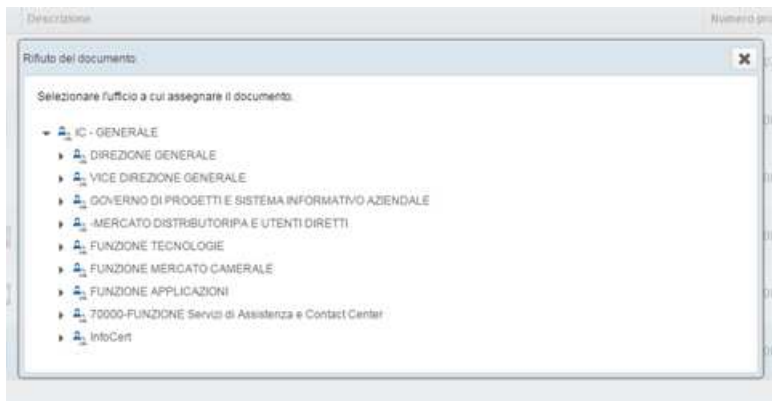 Descrizione
Numero pro
Rifiuto del documento
Selezionare l'ufficio a cui assegnare il documento.
IC - GENERALE
DIREZIONE GENERALE
VICE DIREZIONE GENERALE
GOVERNO DI PROGETTI E SISTEMA INFORMATIVO AZIENDALE
-MERCATO DISTRIBUTORIPA E UTENTI DIRETTI
FUNZIONE TECNOLOGIE
FUNZIONE MERCATO CAMERALE
FUNZIONE APPLICAZIONI
70000-FUNZIONE Servizi di Assistenza e Contact Center
InfoCert